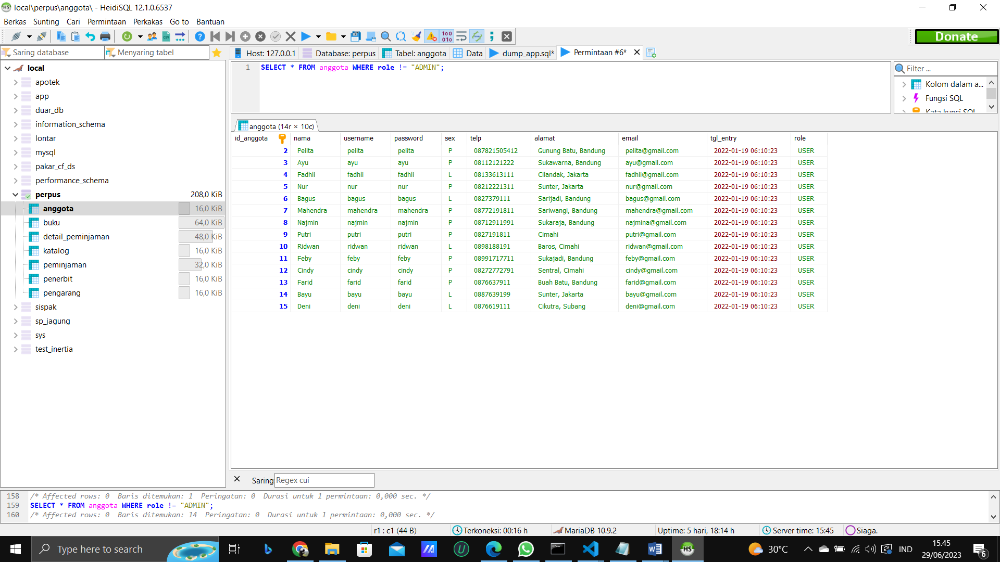 local\perpus\anggota\ - HeidiSQL 12.1.0.6537
Berkas Sunting Cari Permintaan Perkakas Go to Bantuan
Donate
Saring database Menyaring tabel
Host: 127.0.0.1 Database: perpus Tabel: anggota Data dump_app.sql* Permintaan #6*
local
apotek
app
duar_db
information_schema
lontar
mysql
pakar_cf_ds
performance_schema
perpus 208,0 KiB
anggota 16,0 KiB
buku 64,0 KiB
detail_peminjaman 48,0 KiB
katalog 16,0 KiB
peminjaman 32,0 KiB
penerbit 16,0 KiB
pengarang 16,0 KiB
sispak
sp_jagung
sys
test_inertia
1 SELECT * FROM anggota WHERE role != "ADMIN";
Filter ...
Kolom dalam a...
Fungsi SQL
Kata kunci SQL
anggota (14r × 10c)
id_anggota nama username password sex telp alamat email tgl_entry role
2 Pelita pelita pelita P 087821505412 Gunung Batu, Bandung pelita@gmail.com 2022-01-19 06:10:23 USER
3 Ayu ayu ayu P 08112121222 Sukawarna, Bandung ayu@gmail.com 2022-01-19 06:10:23 USER
4 Fadhli fadhli fadhli L 08133613111 Cilandak, Jakarta fadhli@gmail.com 2022-01-19 06:10:23 USER
5 Nur nur nur P 08212221311 Sunter, Jakarta nur@gmail.com 2022-01-19 06:10:23 USER
6 Bagus bagus bagus L 0827379111 Sarijadi, Bandung bagus@gmail.com 2022-01-19 06:10:23 USER
7 Mahendra mahendra mahendra P 08772191811 Sariwangi, Bandung mahendra@gmail.com 2022-01-19 06:10:23 USER
8 Najmin najmin najmin P 08712911991 Sukaraja, Bandung najmina@gmail.com 2022-01-19 06:10:23 USER
9 Putri putri putri P 0827191811 Cimahi putri@gmail.com 2022-01-19 06:10:23 USER
10 Ridwan ridwan ridwan L 0898188191 Baros, Cimahi ridwan@gmail.com 2022-01-19 06:10:23 USER
11 Feby feby feby P 08991717711 Sukajadi, Bandung feby@gmail.com 2022-01-19 06:10:23 USER
12 Cindy cindy cindy P 08272772791 Sentral, Cimahi cindy@gmail.com 2022-01-19 06:10:23 USER
13 Farid farid farid P 0876637911 Buah Batu, Bandung farid@gmail.com 2022-01-19 06:10:23 USER
14 Bayu bayu bayu L 0887639199 Sunter, Jakarta bayu@gmail.com 2022-01-19 06:10:23 USER
15 Deni deni deni L 0876619111 Cikutra, Subang deni@gmail.com 2022-01-19 06:10:23 USER
Saring Regex cui
158 /* Affected rows: 0 Baris ditemukan: 1 Peringatan: 0 Durasi untuk 1 permintaan: 0,000 sec. */
159 SELECT * FROM anggota WHERE role != "ADMIN";
160 /* Affected rows: 0 Baris ditemukan: 14 Peringatan: 0 Durasi untuk 1 permintaan: 0,000 sec. */
r1 : c1 (44 B) Terkoneksi: 00:16 h MariaDB 10.9.2 Uptime: 5 hari, 18:14 h Server time: 15:45 Siaga.
Type here to search 30°C IND 15.45
29/06/2023
6